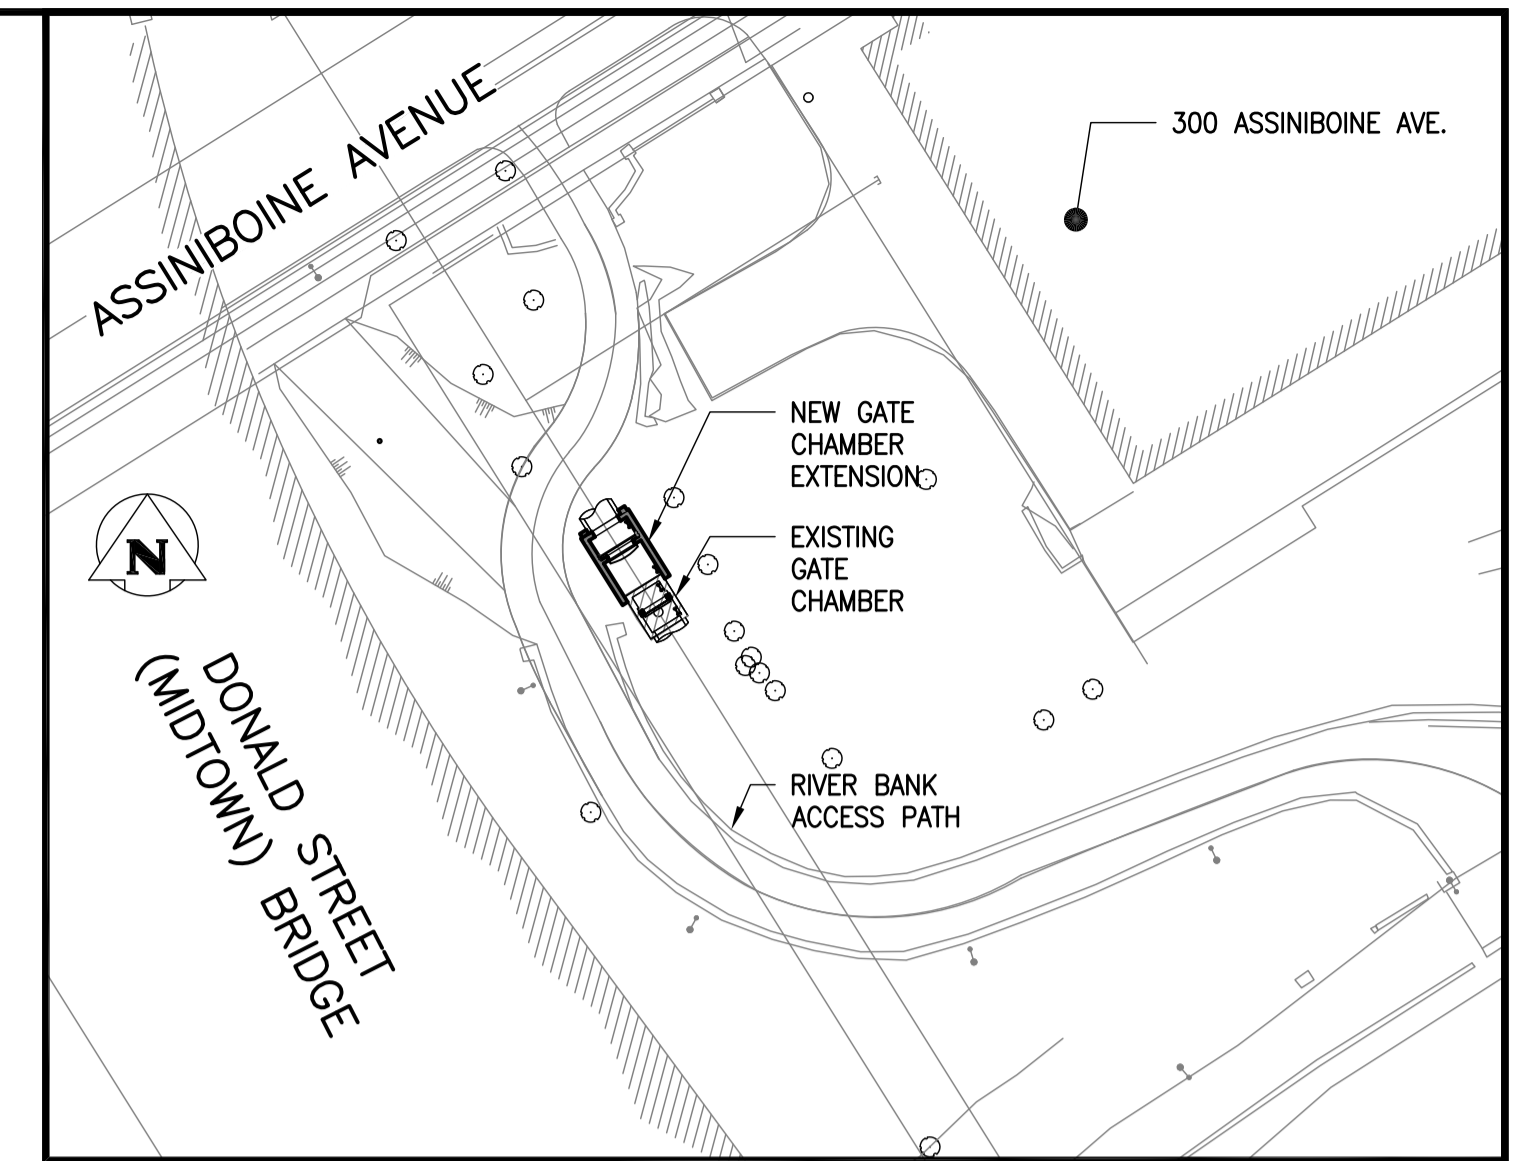 ASSINIBOINE AVENUE
300 ASSINIBOINE AVE.
NEW GATE
CHAMBER
EXTENSION
EXISTING
GATE
CHAMBER
N
DONALD STREET
(MIDTOWN) BRIDGE
RIVER BANK
ACCESS PATH